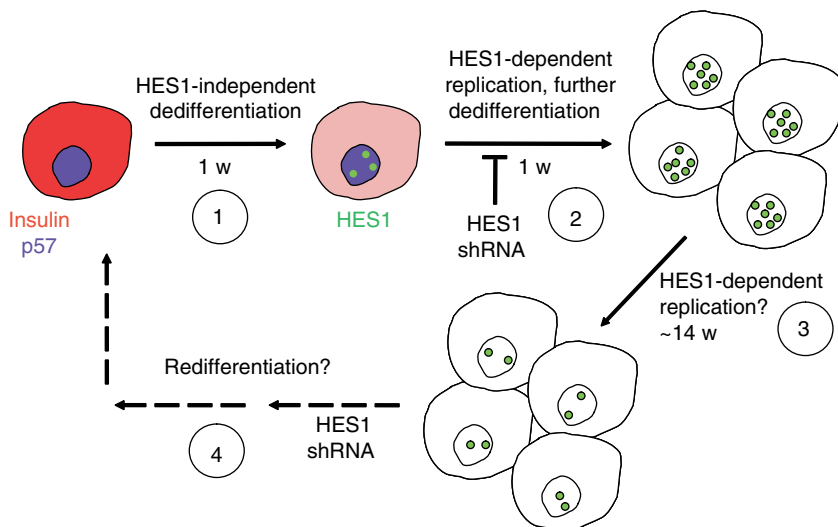 HES1-independent
dedifferentiation
1 w
1
Insulin
p57
HES1
HES1-dependent
replication, further
dedifferentiation
1 w
2
HES1
shRNA
HES1-dependent
replication?
~14 w
3
Redifferentiation?
HES1
shRNA
4